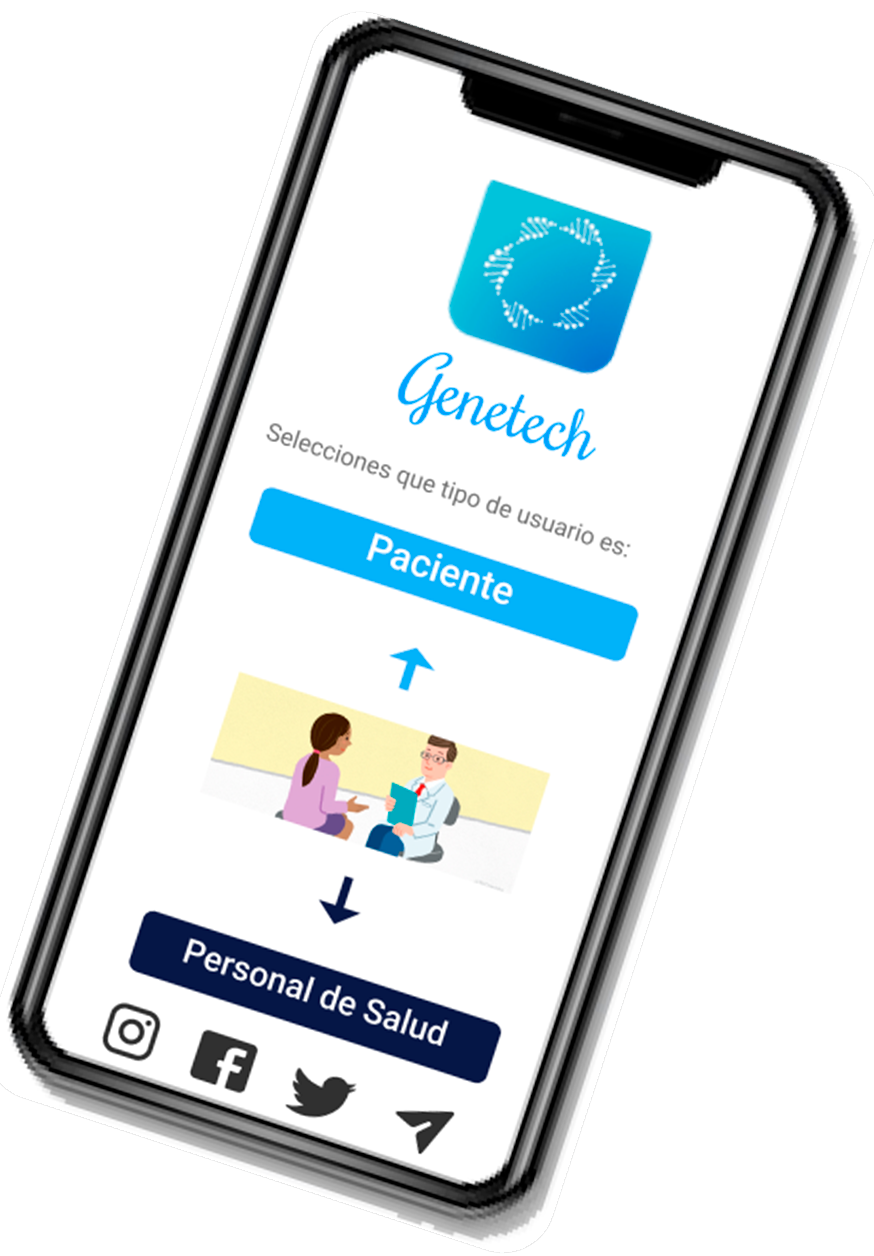 Genetech
Selecciones que tipo de usuario es:
Paciente
Personal de Salud